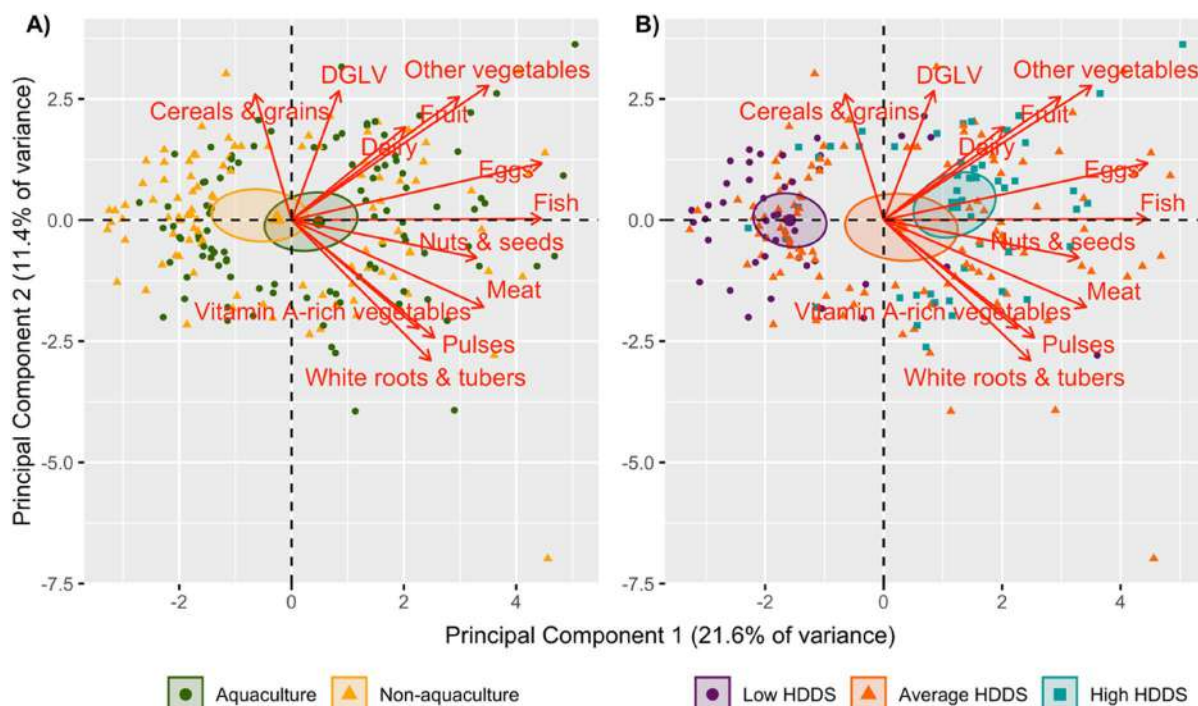 A)
B)
DGLV
Other vegetables
Cereals & grains
Fruit
Dairy
Eggs
Fish
Nuts & seeds
Meat
Vitamin A-rich vegetables
Pulses
White roots & tubers
DGLV
Other vegetables
Cereals & grains
Fruit
Dairy
Eggs
Fish
Nuts & seeds
Meat
Vitamin A-rich vegetables
Pulses
White roots & tubers
Principal Component 2 (11.4% of variance)
2.5
0.0
-2.5
-5.0
-7.5
2.5
0.0
-2.5
-5.0
-7.5
-2 0 2 4
-2 0 2 4
Principal Component 1 (21.6% of variance)
Aquaculture Non-aquaculture
Low HDDS Average HDDS High HDDS